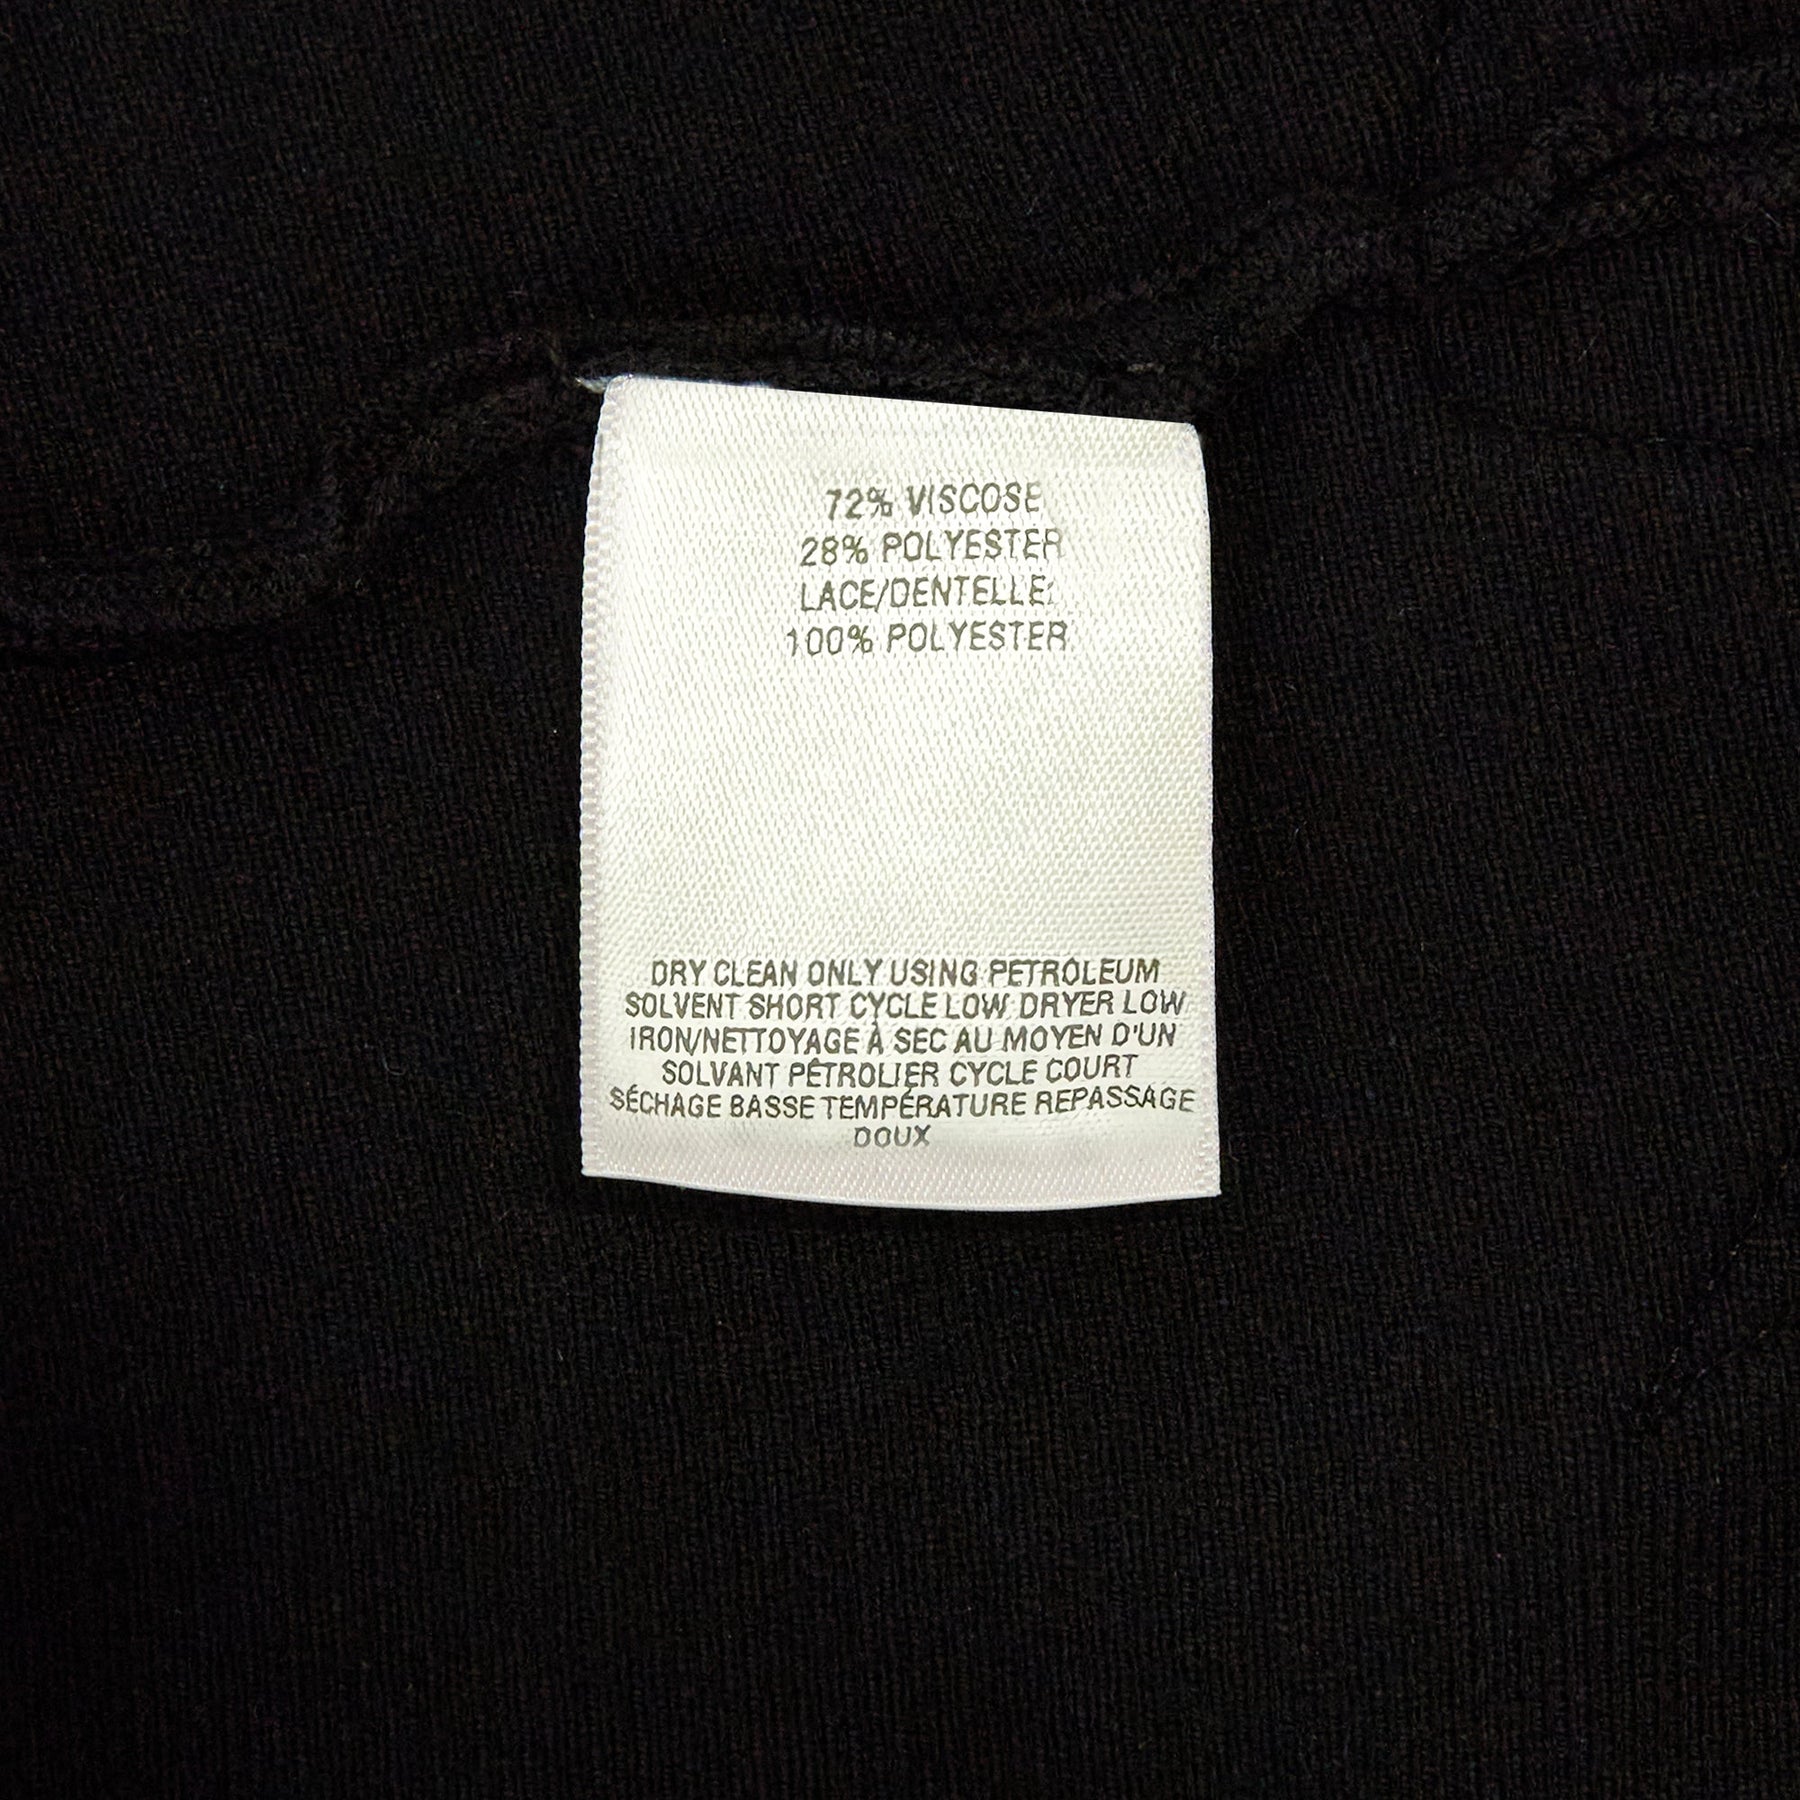 72% VISCOSE
28% POLYESTER
LACE/DENTELLE:
100% POLYESTER
DRY CLEAN ONLY USING PETROLEUM
SOLVENT SHORT CYCLE LOW DRYER LOW
IRON/NETTOYAGE À SEC AU MOYEN D'UN
SOLVANT PÉTROLIER CYCLE COURT
SÉCHAGE BASSE TEMPÉRATURE REPASSAGE
DOUX